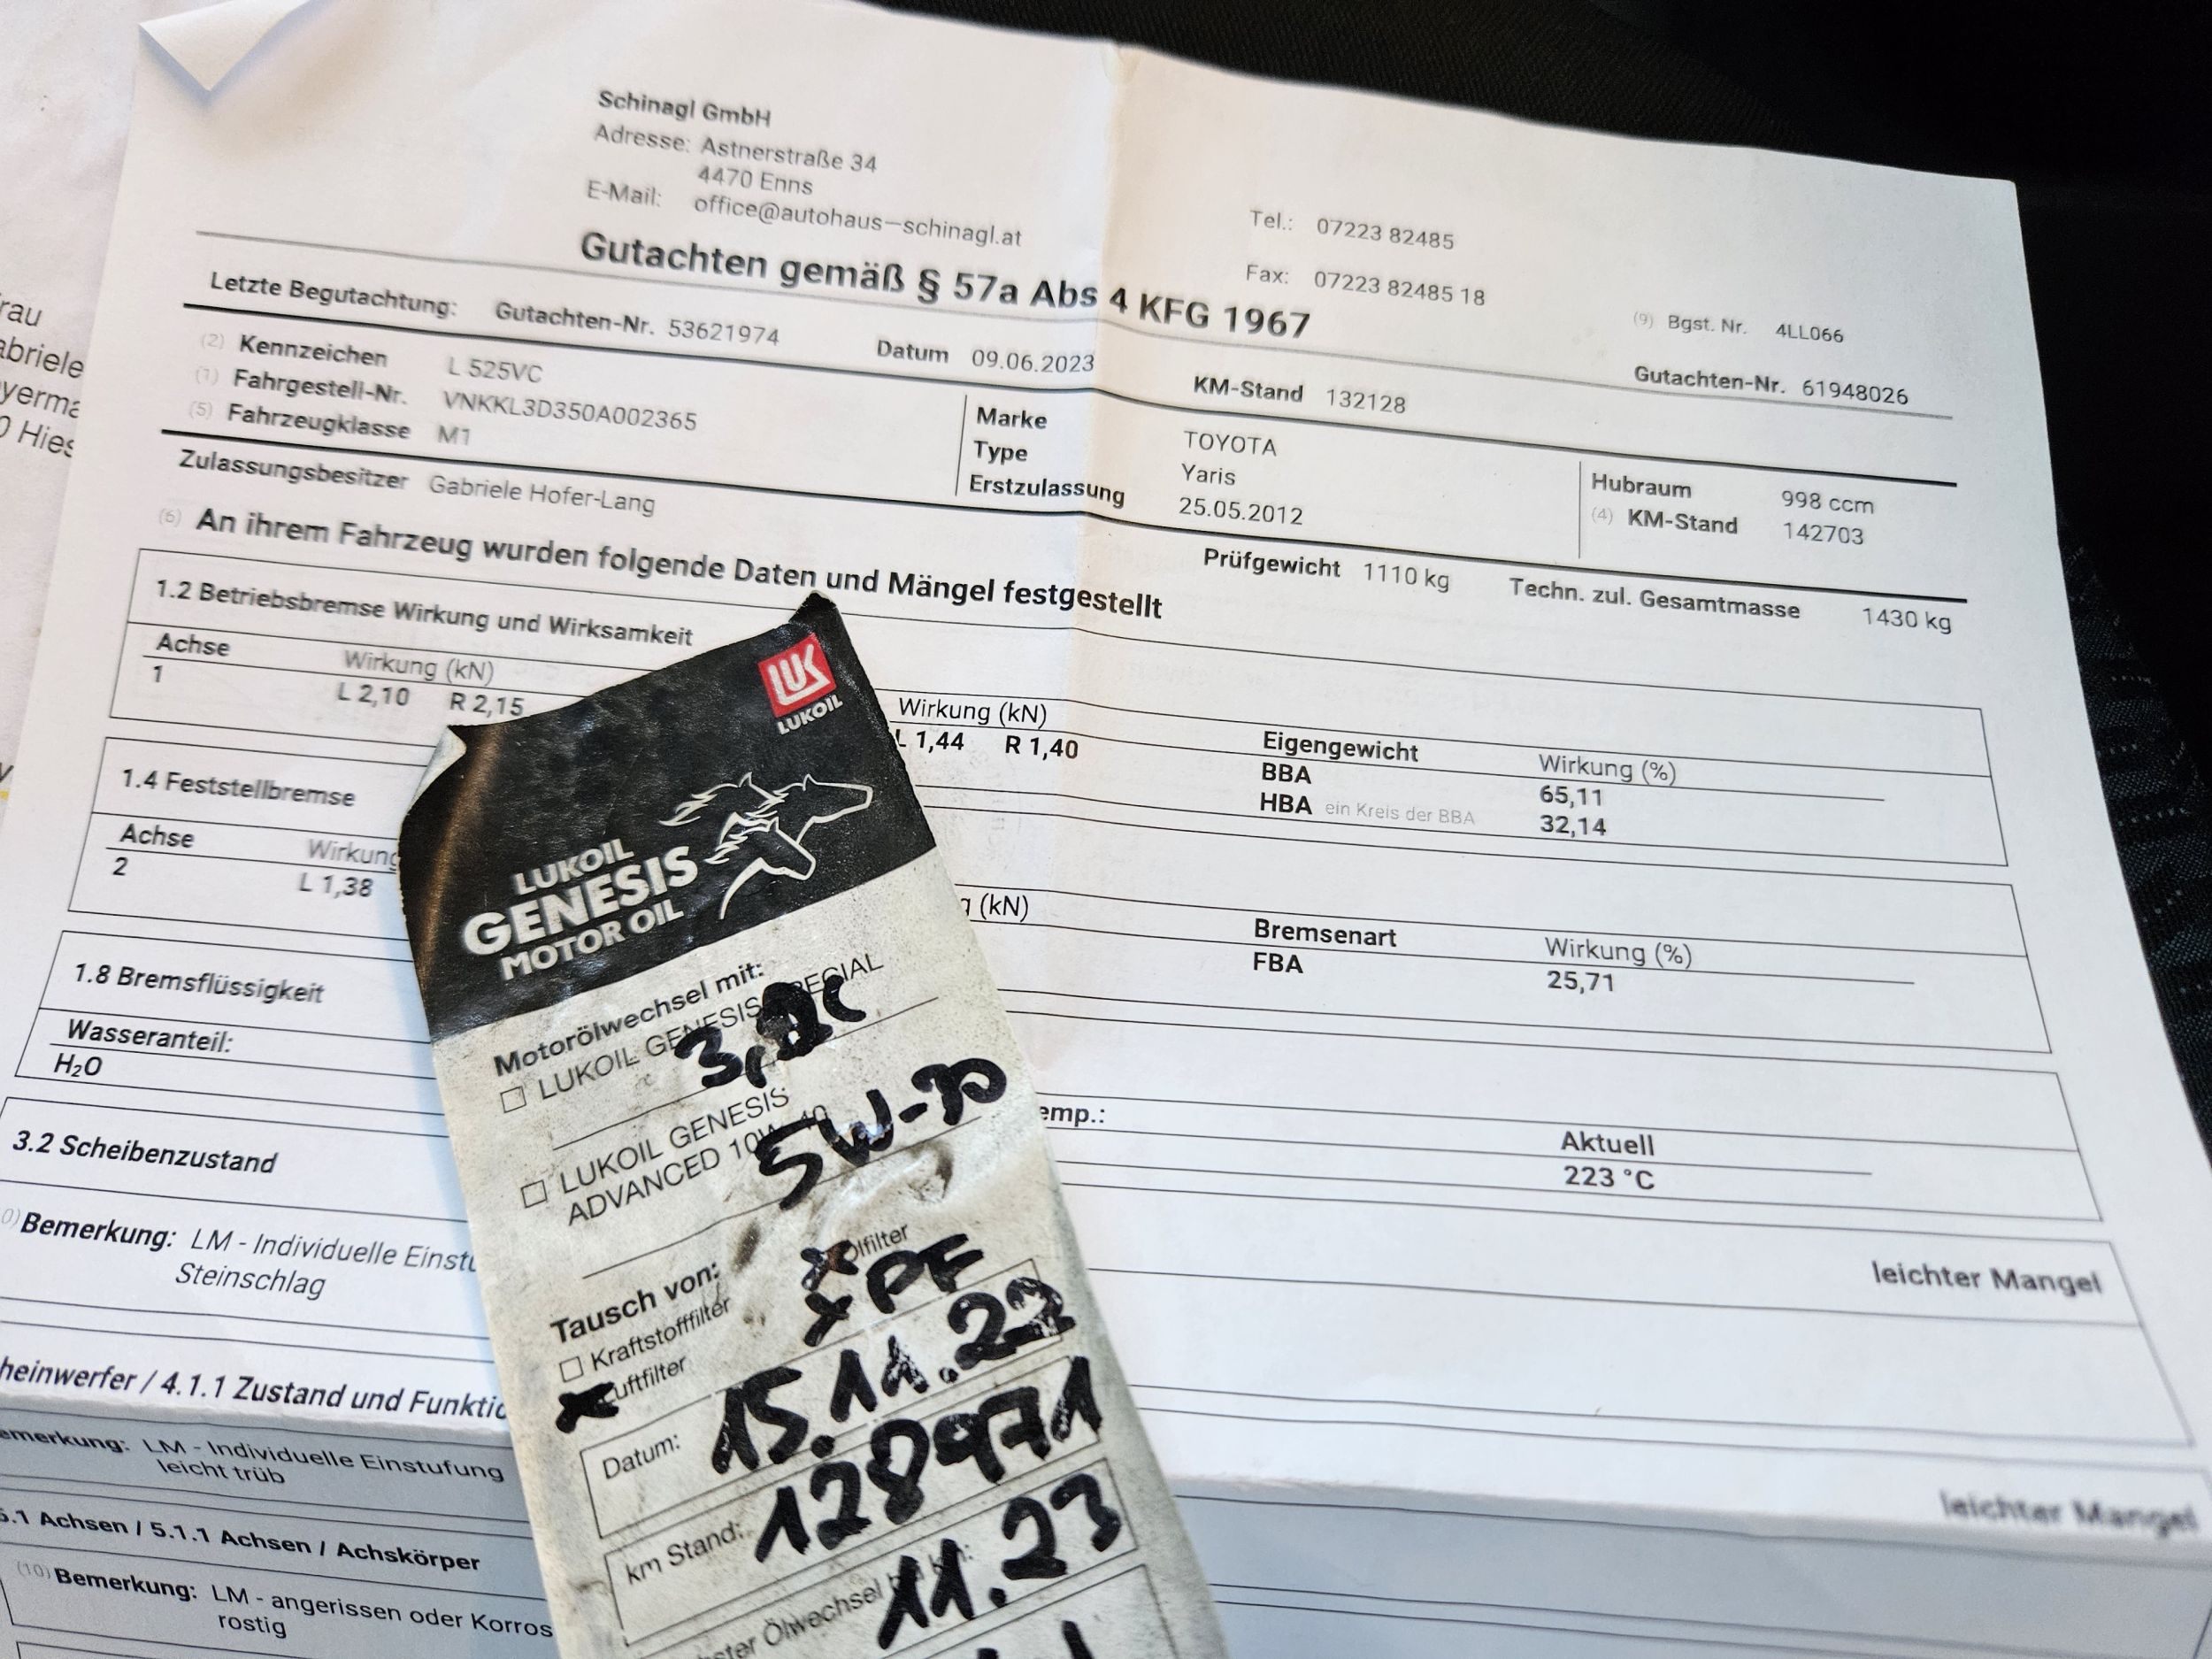 Schinagl GmbH
Adresse: Astnerstraße 34
4470 Enns
E-Mail: office@autohaus-schinagl.at
Tel.: 07223 82485
Fax: 07223 82485 18
(9) Bgst. Nr. 4LL066
Gutachten gemäß § 57a Abs 4 KFG 1967
Gutachten-Nr. 61948026
Letzte Begutachtung: Gutachten-Nr. 53621974 Datum 09.06.2023 KM-Stand 132128
(2) Kennzeichen L 525VC
(1) Fahrgestell-Nr. VNKKL3D350A002365
(5) Fahrzeugklasse M1
Marke TOYOTA
Type Yaris
Erstzulassung 25.05.2012
Hubraum 998 ccm
(4) KM-Stand 142703
Zulassungsbesitzer Gabriele Hofer-Lang
Prüfgewicht 1110 kg Techn. zul. Gesamtmasse 1430 kg
(6) An ihrem Fahrzeug wurden folgende Daten und Mängel festgestellt
1.2 Betriebsbremse Wirkung und Wirksamkeit
Achse Wirkung (kN) Wirkung (kN) Eigengewicht Wirkung (%)
1 L 2,10 R 2,15 L 1,44 R 1,40 BBA 65,11
HBA ein Kreis der BBA 32,14
1.4 Feststellbremse
Achse Wirkung (kN) Bremsenart Wirkung (%)
2 L 1,38 FBA 25,71
1.8 Bremsflüssigkeit
Wasseranteil: emp.: Aktuell
H₂O 223 °C
3.2 Scheibenzustand
Bemerkung: LM - Individuelle Einstu leichter Mangel
Steinschlag
heinwerfer / 4.1.1 Zustand und Funktio
emerkung: LM - Individuelle Einstufung leichter Mangel
leicht trüb
5.1 Achsen / 5.1.1 Achsen / Achskörper
(10) Bemerkung: LM - angerissen oder Korros
rostig
rau
abriele
yerma
0 Hies
LUK
LUKOIL
LUKOIL
GENESIS
MOTOR OIL
Motorölwechsel mit:
LUKOIL GENESIS SPECIAL
LUKOIL GENESIS
ADVANCED 10W-40
5W-30
Tausch von: x Ölfilter
Kraftstofffilter x PF
x Luftfilter
Datum: 15.11.22
km Stand: 128971
ster Ölwechsel
11.23